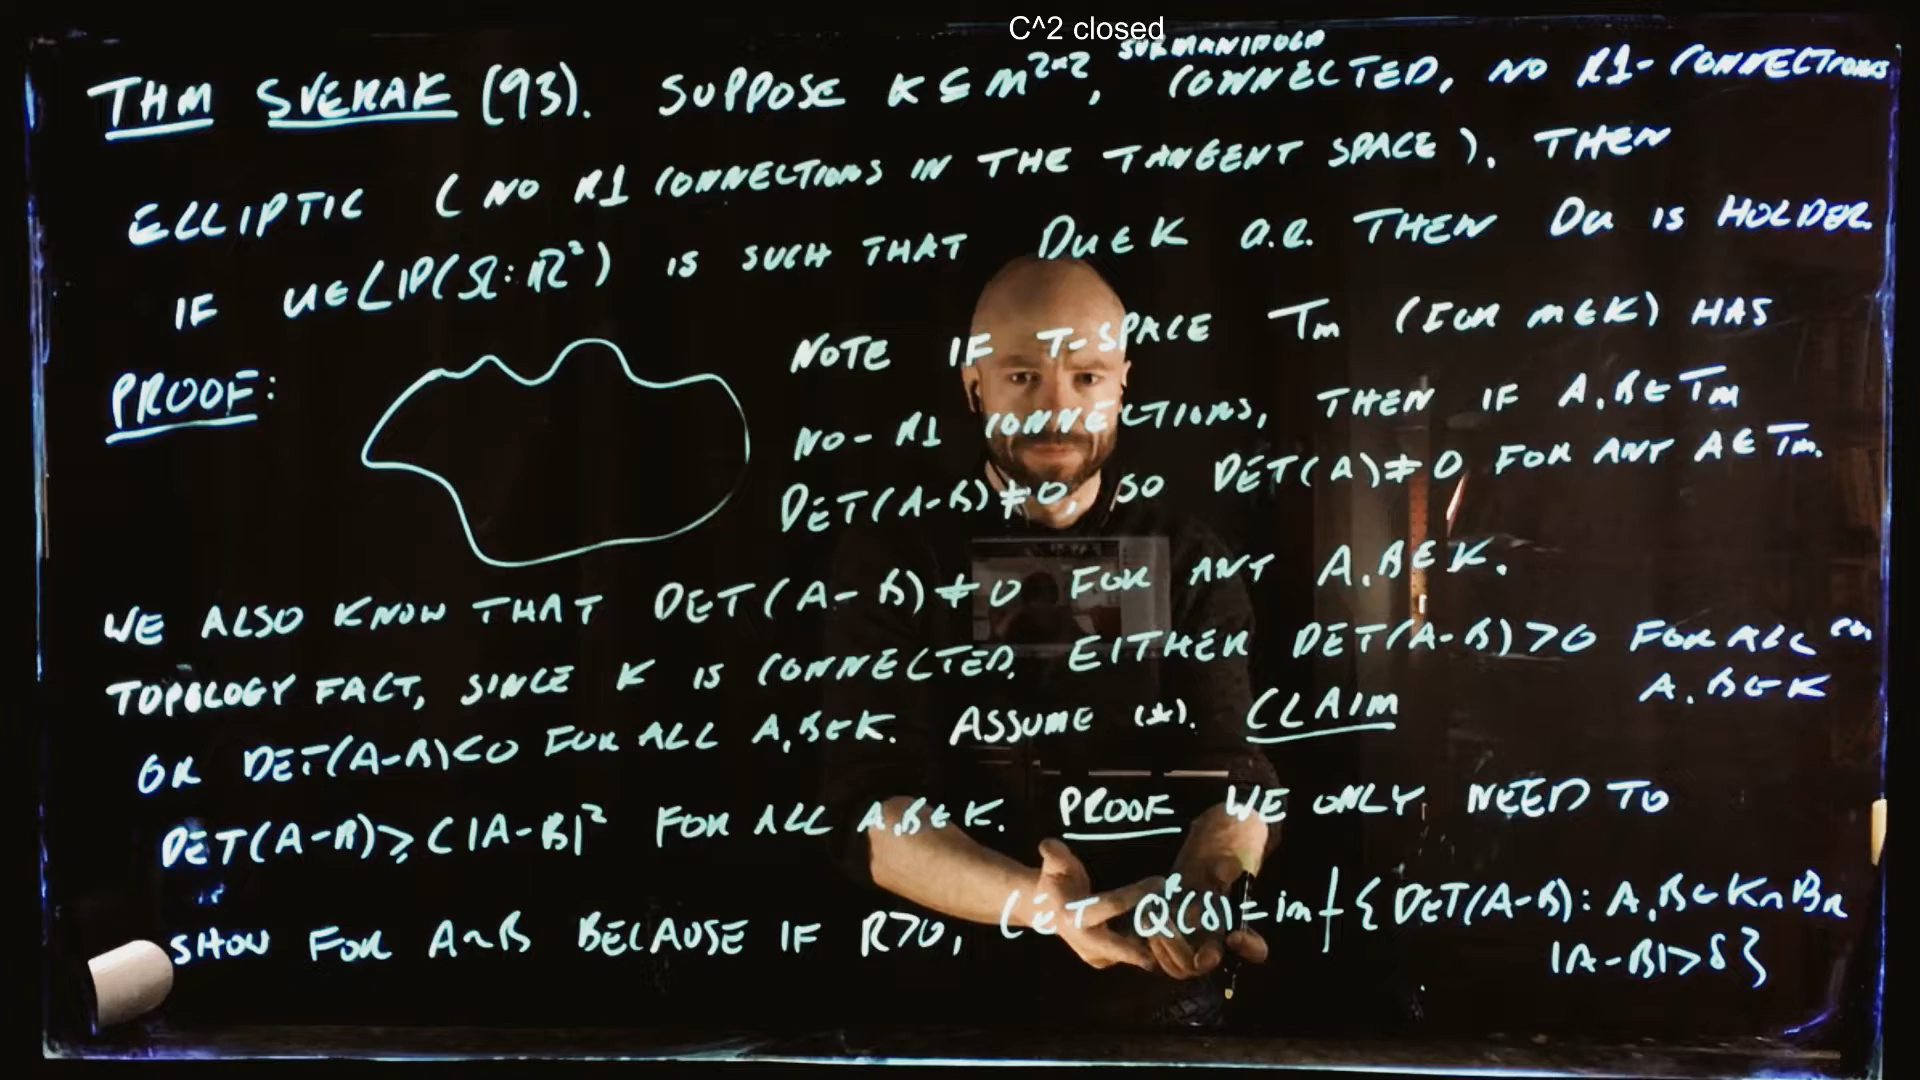 C^2 closed
SUBMANIFOLD
THM SVERAK (93). SUPPOSE K ⊆ M^{2×2}, CONNECTED, NO R1-CONNECTIONS
ELLIPTIC (NO R1 CONNECTIONS IN THE TANGENT SPACE). THEN
IF u∈LIP(Ω:ℝ²) IS SUCH THAT Du∈K a.e. THEN Du IS HOLDER
PROOF:
NOTE IF T-SPACE Tm (FOR M∈K) HAS
NO-R1 CONNECTIONS, THEN IF A,B∈Tm
DET(A-B)≠0, SO DET(A)≠0 FOR ANY A∈Tm.
WE ALSO KNOW THAT DET(A-B)≠0 FOR ANY A,B∈K.
TOPOLOGY FACT, SINCE K IS CONNECTED, EITHER DET(A-B)>0 FOR ALL (*)
A,B∈K
OR DET(A-B)<0 FOR ALL A,B∈K. ASSUME (*). CLAIM
DET(A-B)≥C|A-B|² FOR ALL A,B∈K. PROOF WE ONLY NEED TO
IF
SHOW FOR A~B BECAUSE IF R>0, LET Q^R(δ)=inf{DET(A-B): A,B∈K∩B_R
|A-B|>δ}